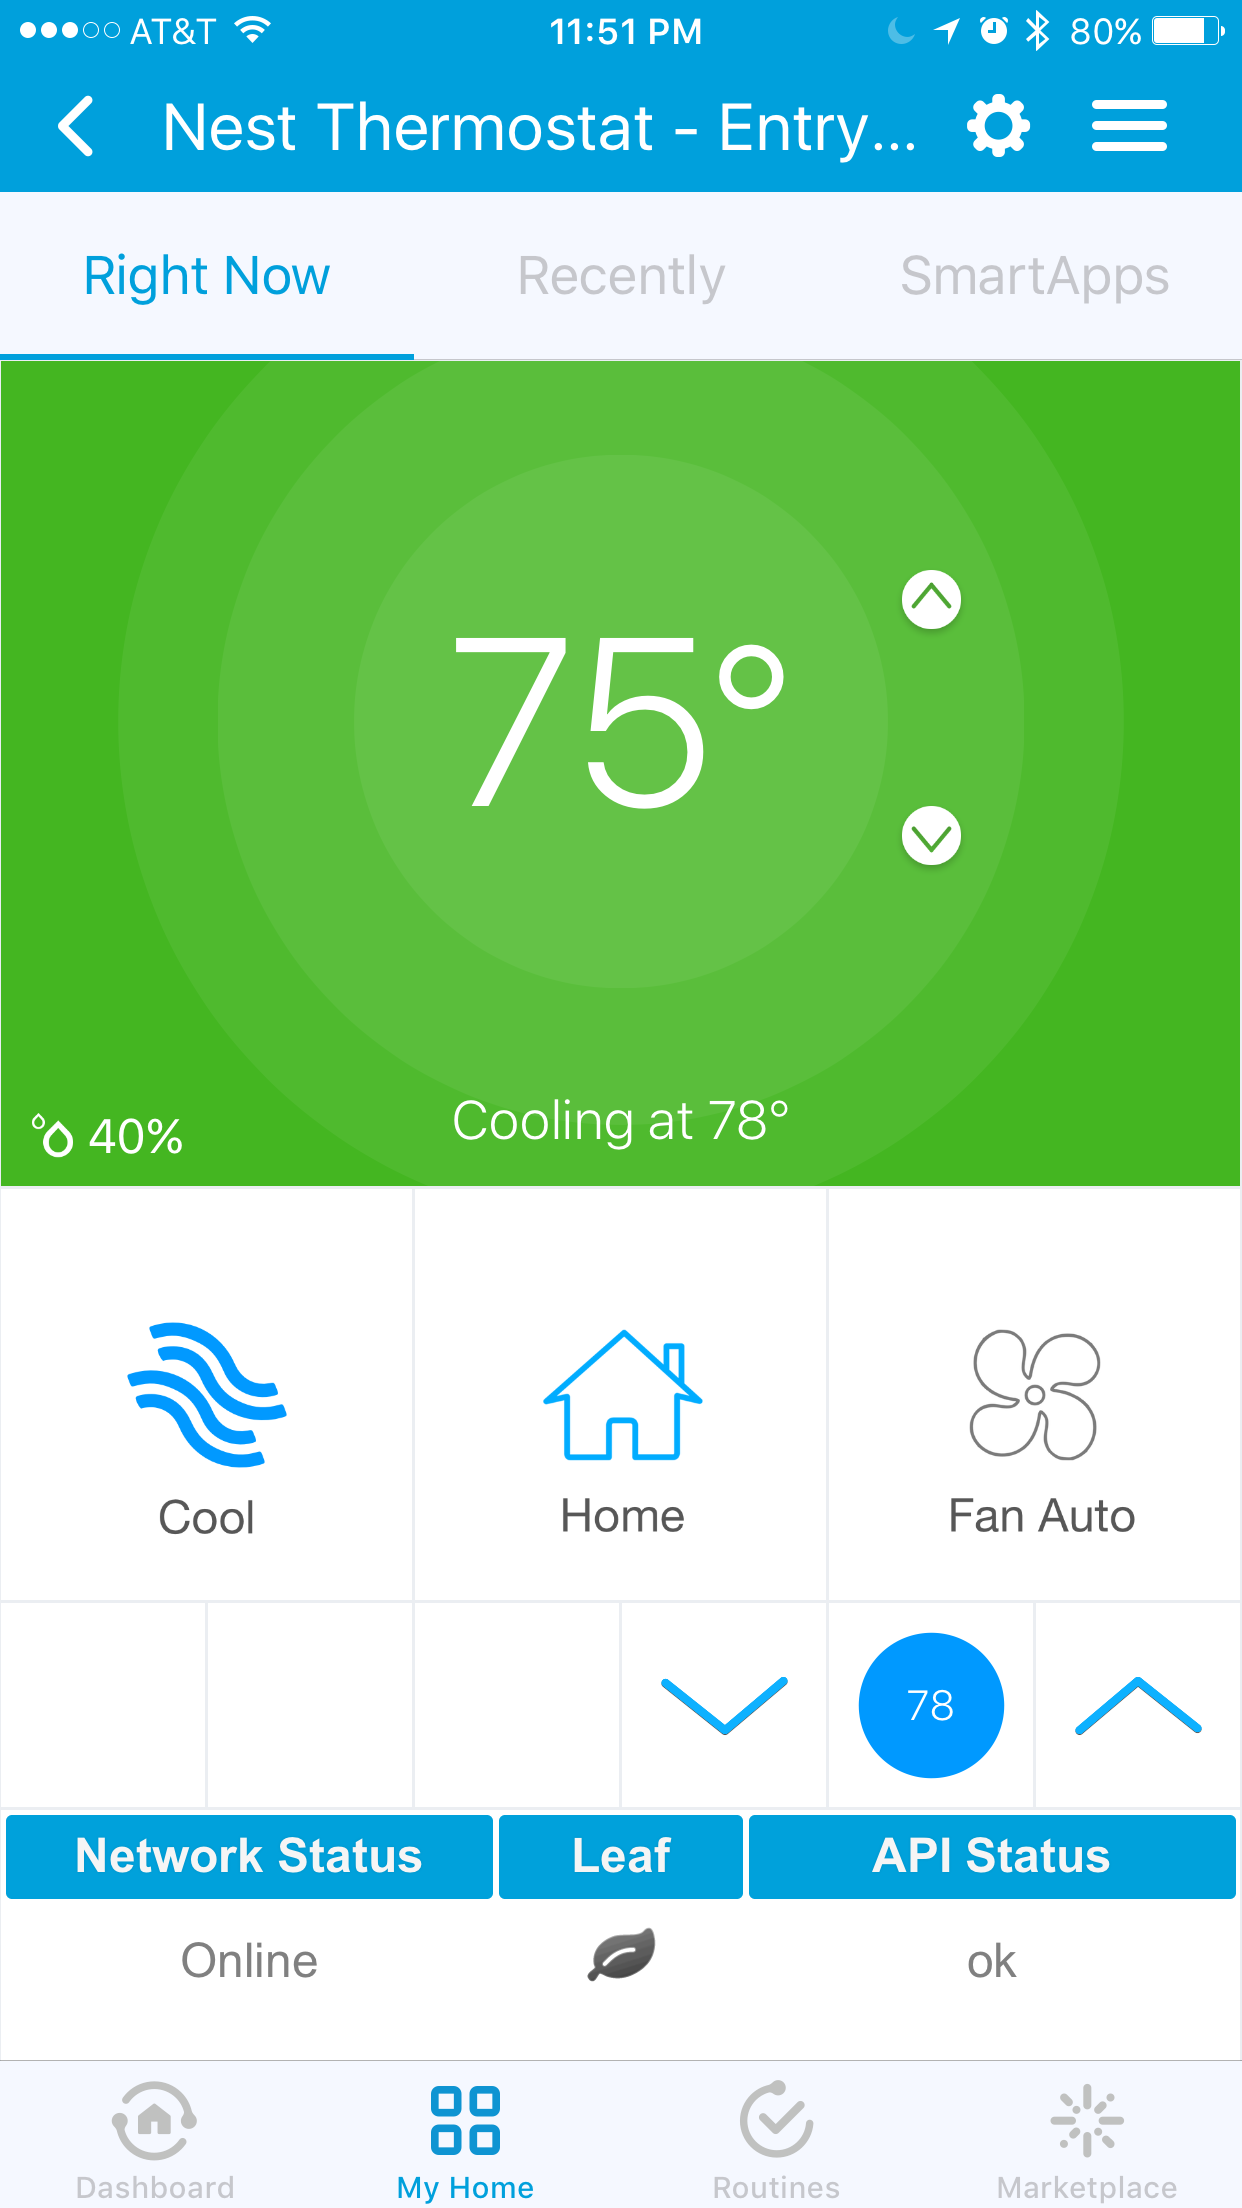 AT&T 11:51 PM 80%
Nest Thermostat - Entry...
Right Now Recently SmartApps
75°
Cooling at 78°
40%
Cool Home Fan Auto
78
Network Status Leaf API Status
Online ok
Dashboard My Home Routines Marketplace